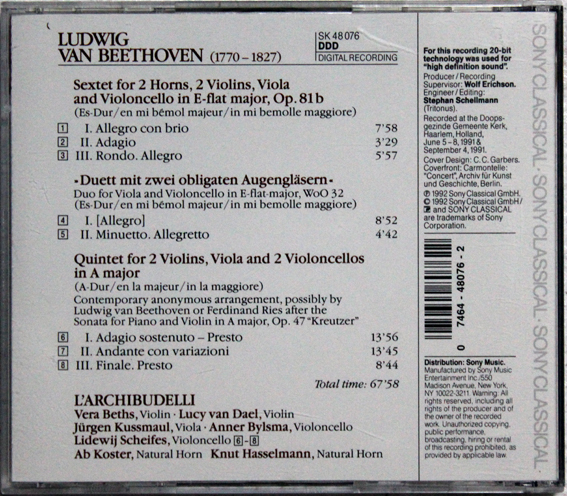 LUDWIG
VAN BEETHOVEN (1770–1827)
SK 48 076
DDD
DIGITAL RECORDING
Sextet for 2 Horns, 2 Violins, Viola
and Violoncello in E-flat major, Op. 81 b
(Es-Dur/en mi bémol majeur/in mi bemolle maggiore)
1 I. Allegro con brio 7'58
2 II. Adagio 3'29
3 III. Rondo. Allegro 5'57
»Duett mit zwei obligaten Augengläsern«
Duo for Viola and Violoncello in E-flat major, WoO 32
(Es-Dur/en mi bémol majeur/in mi bemolle maggiore)
4 I. [Allegro] 8'52
5 II. Minuetto. Allegretto 4'42
Quintet for 2 Violins, Viola and 2 Violoncellos
in A major
(A-Dur/en la majeur/in la maggiore)
Contemporary anonymous arrangement, possibly by
Ludwig van Beethoven or Ferdinand Ries after the
Sonata for Piano and Violin in A major, Op. 47 "Kreutzer"
6 I. Adagio sostenuto – Presto 13'56
7 II. Andante con variazioni 13'45
8 III. Finale. Presto 8'44
Total time: 67'58
L'ARCHIBUDELLI
Vera Beths, Violin · Lucy van Dael, Violin
Jürgen Kussmaul, Viola · Anner Bylsma, Violoncello
Lidewij Scheifes, Violoncello 6-8
Ab Koster, Natural Horn Knut Hasselmann, Natural Horn
For this recording 20-bit
technology was used for
"high definition sound".
Producer/Recording
Supervisor: Wolf Erichson.
Engineer/Editing:
Stephan Schellmann
(Tritonus).
Recorded at the Doops-
gezinde Gemeente Kerk,
Haarlem, Holland,
June 5–8, 1991 &
September 4, 1991.
Cover Design: C. C. Garbers.
Coverfront: Carmontelle:
"Concert", Archiv für Kunst
und Geschichte, Berlin.
℗ 1992 Sony Classical GmbH.
© 1992 Sony Classical GmbH/
and SONY CLASSICAL
are trademarks of Sony
Corporation.
0 7464-48076-2
Distribution: Sony Music.
Manufactured by Sony Music
Entertainment Inc./550
Madison Avenue, New York,
NY 10022-3211. Warning: All
rights reserved, including all
rights of the producer and of
the owner of the recorded
work. Unauthorized copying,
public performance,
broadcasting, hiring or rental
of this recording prohibited, as
provided by applicable law.
SONY CLASSICAL · SONY CLASSICAL · SONY CLASSICAL · SONY CLASSICAL ·